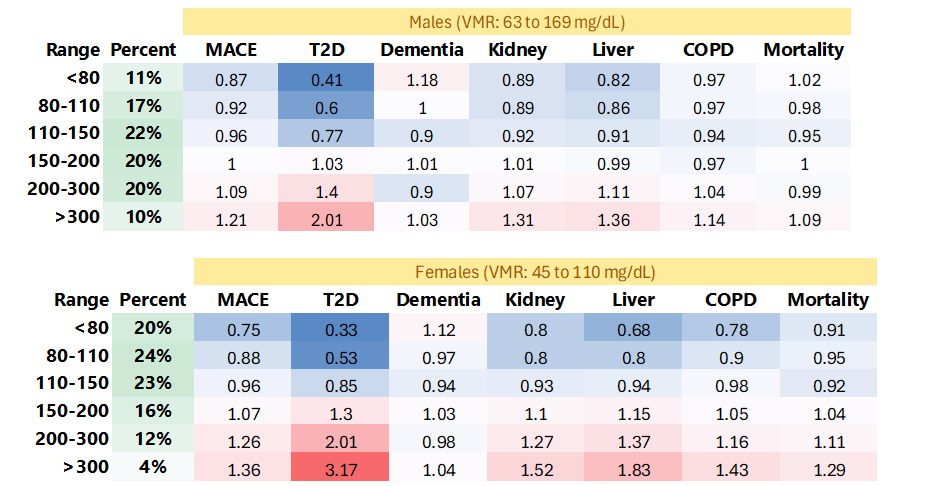 Males (VMR: 63 to 169 mg/dL)
Range Percent MACE T2D Dementia Kidney Liver COPD Mortality
<80 11% 0.87 0.41 1.18 0.89 0.82 0.97 1.02
80-110 17% 0.92 0.6 1 0.89 0.86 0.97 0.98
110-150 22% 0.96 0.77 0.9 0.92 0.91 0.94 0.95
150-200 20% 1 1.03 1.01 1.01 0.99 0.97 1
200-300 20% 1.09 1.4 0.9 1.07 1.11 1.04 0.99
>300 10% 1.21 2.01 1.03 1.31 1.36 1.14 1.09
Females (VMR: 45 to 110 mg/dL)
Range Percent MACE T2D Dementia Kidney Liver COPD Mortality
<80 20% 0.75 0.33 1.12 0.8 0.68 0.78 0.91
80-110 24% 0.88 0.53 0.97 0.8 0.8 0.9 0.95
110-150 23% 0.96 0.85 0.94 0.93 0.94 0.98 0.92
150-200 16% 1.07 1.3 1.03 1.1 1.15 1.05 1.04
200-300 12% 1.26 2.01 0.98 1.27 1.37 1.16 1.11
>300 4% 1.36 3.17 1.04 1.52 1.83 1.43 1.29